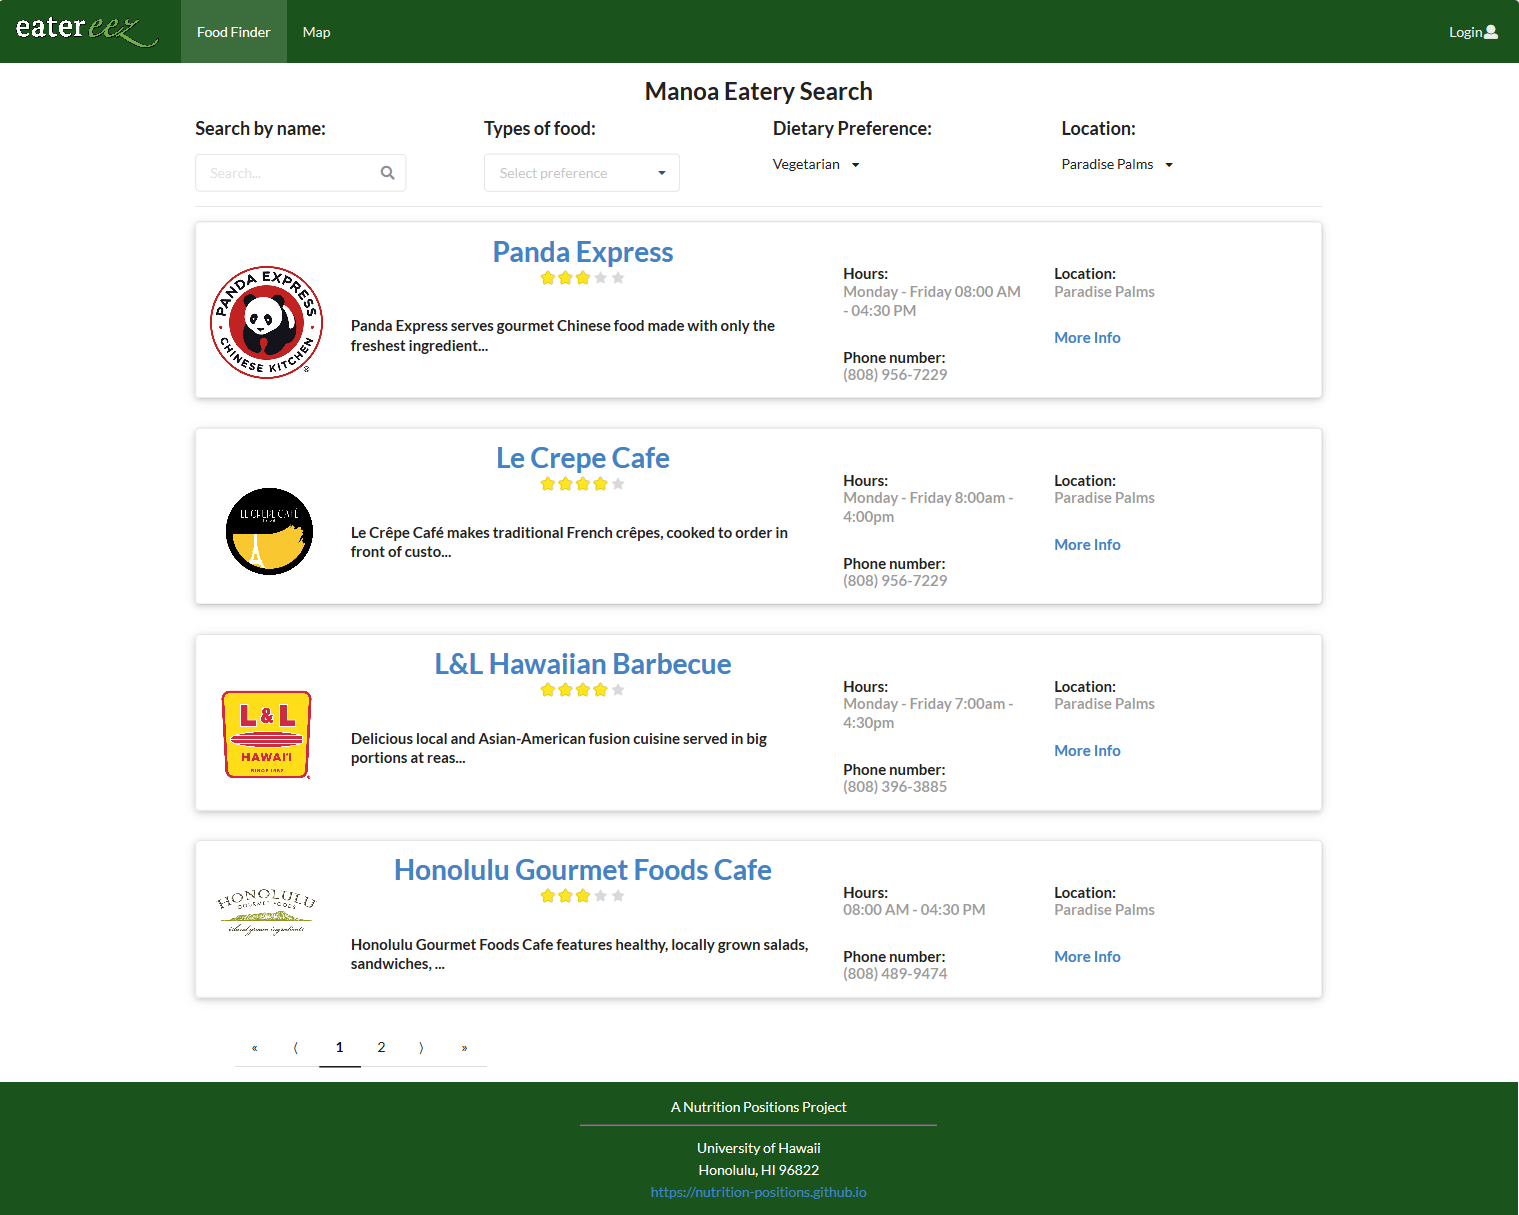 eatereez Food Finder Map Login
Manoa Eatery Search
Search by name: Types of food: Dietary Preference: Location:
Search... Select preference Vegetarian Paradise Palms
PANDA EXPRESS
CHINESE KITCHEN
®
Panda Express
Panda Express serves gourmet Chinese food made with only the
freshest ingredient...
Hours:
Monday - Friday 08:00 AM
- 04:30 PM
Phone number:
(808) 956-7229
Location:
Paradise Palms
More Info
LE CREPE CAFÉ
Le Crepe Cafe
Le Crêpe Café makes traditional French crêpes, cooked to order in
front of custo...
Hours:
Monday - Friday 8:00am -
4:00pm
Phone number:
(808) 956-7229
Location:
Paradise Palms
More Info
L & L
HAWAI'I
L&L Hawaiian Barbecue
Delicious local and Asian-American fusion cuisine served in big
portions at reas...
Hours:
Monday - Friday 7:00am -
4:30pm
Phone number:
(808) 396-3885
Location:
Paradise Palms
More Info
HONOLULU
GOURMET FOODS
island grown ingredients
Honolulu Gourmet Foods Cafe
Honolulu Gourmet Foods Cafe features healthy, locally grown salads,
sandwiches, ...
Hours:
08:00 AM - 04:30 PM
Phone number:
(808) 489-9474
Location:
Paradise Palms
More Info
« ⟨ 1 2 ⟩ »
A Nutrition Positions Project
University of Hawaii
Honolulu, HI 96822
https://nutrition-positions.github.io